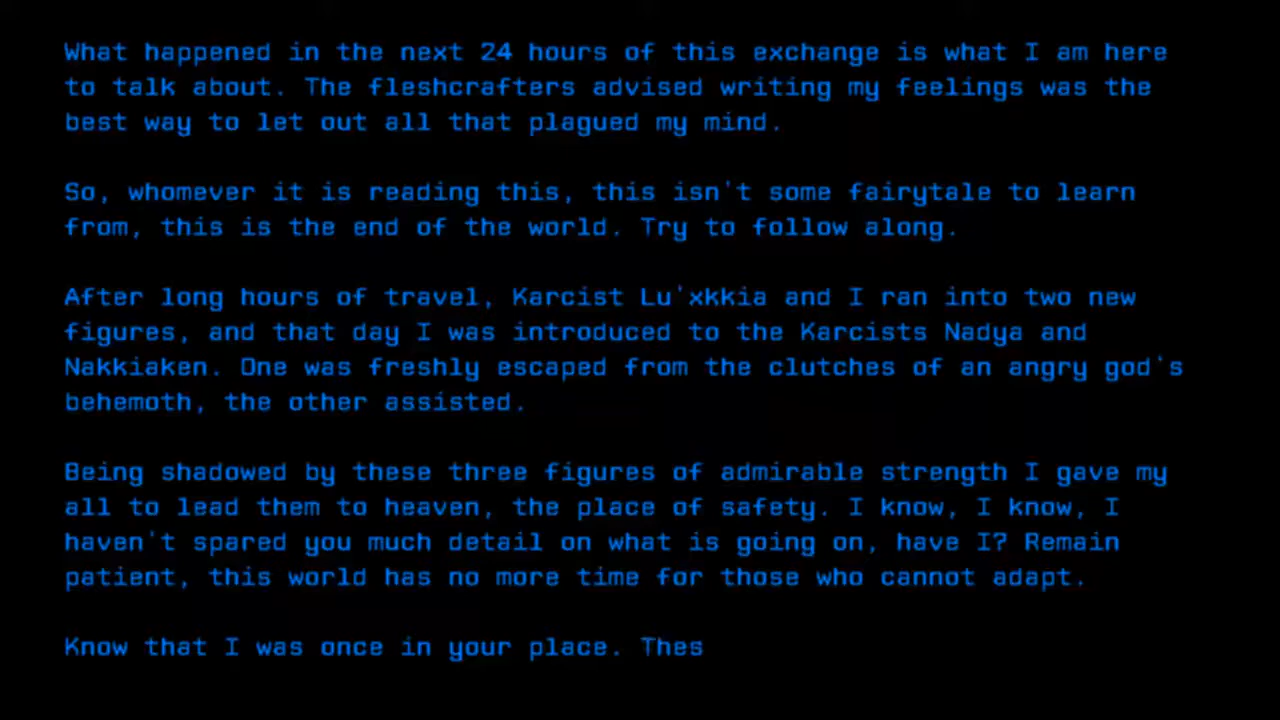 What happened in the next 24 hours of this exchange is what I am here
to talk about. The fleshcrafters advised writing my feelings was the
best way to let out all that plagued my mind.
So, whomever it is reading this, this isn't some fairytale to learn
from, this is the end of the world. Try to follow along.
After long hours of travel, Karcist Lu'xkkia and I ran into two new
figures, and that day I was introduced to the Karcists Nadya and
Nakkiaken. One was freshly escaped from the clutches of an angry god's
behemoth, the other assisted.
Being shadowed by these three figures of admirable strength I gave my
all to lead them to heaven, the place of safety. I know, I know, I
haven't spared you much detail on what is going on, have I? Remain
patient, this world has no more time for those who cannot adapt.
Know that I was once in your place. Thes